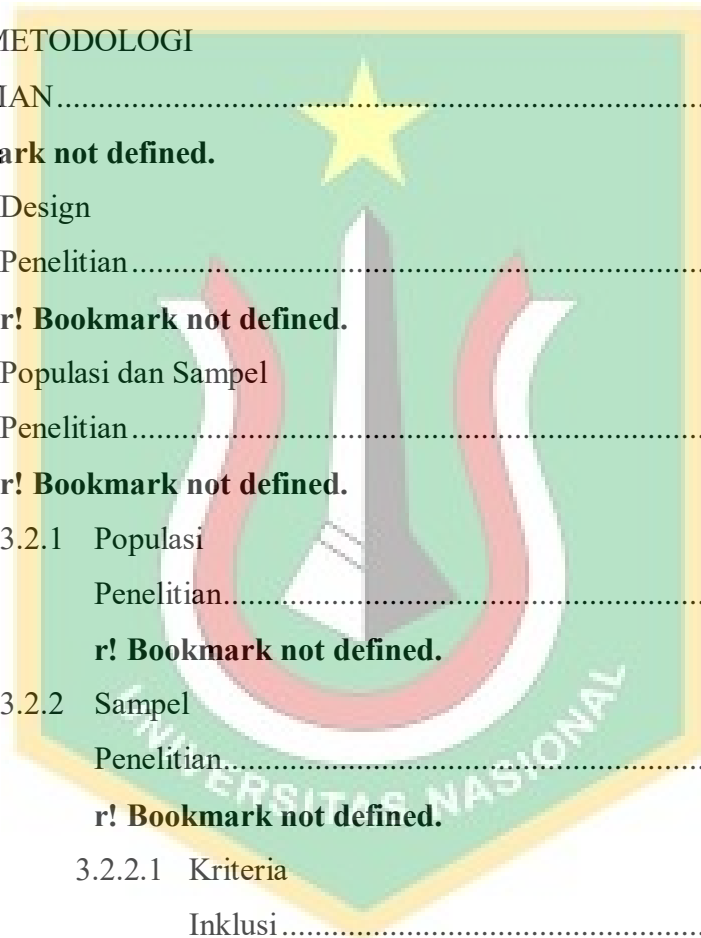 METODOLOGI
IAN........................................................................
ark not defined.
Design
Penelitian........................................................................
r! Bookmark not defined.
Populasi dan Sampel
Penelitian........................................................................
r! Bookmark not defined.
3.2.1 Populasi
Penelitian............................................................
r! Bookmark not defined.
3.2.2 Sampel
Penelitian............................................................
r! Bookmark not defined.
3.2.2.1 Kriteria
Inklusi....................................................
UNIVERSITAS NASIONAL